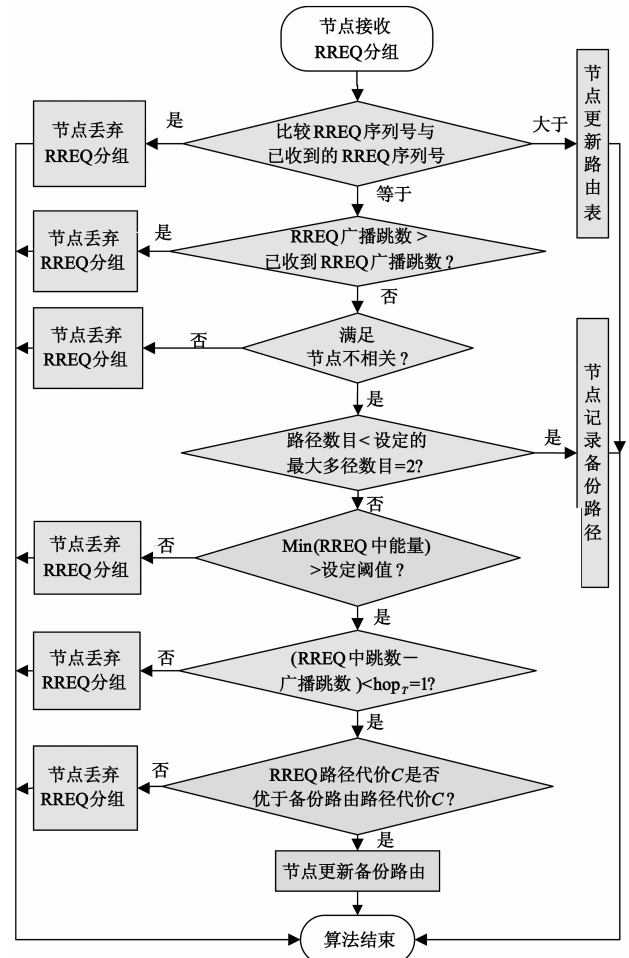 节点接收
RREQ分组
节点丢弃
RREQ分组
是
比较RREQ序列号与
已收到的RREQ序列号
大于
节点更新路由表
等于
节点丢弃
RREQ分组
是
RREQ广播跳数>
已收到RREQ广播跳数?
否
节点丢弃
RREQ分组
否
满足
节点不相关?
是
路径数目<设定的
最大多径数目=2?
是
节点记录备份路径
否
节点丢弃
RREQ分组
否
Min(RREQ中能量)
>设定阈值?
是
节点丢弃
RREQ分组
否
(RREQ中跳数－
广播跳数)<hopT=1?
是
节点丢弃
RREQ分组
否
RREQ路径代价C是否
优于备份路由路径代价C?
是
节点更新备份路由
算法结束